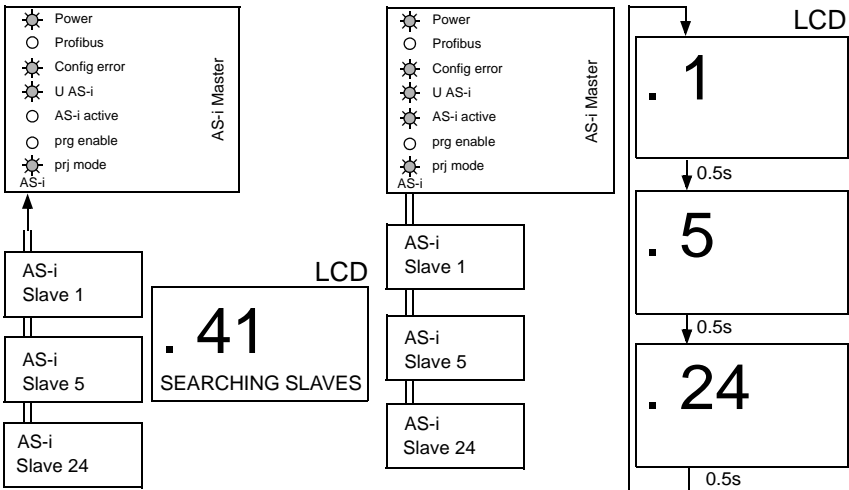 Power
Profibus
Config error
U AS-i
AS-i active
prg enable
prj mode
AS-i
AS-i Master
AS-i
Slave 1
AS-i
Slave 5
AS-i
Slave 24
LCD
. 41
SEARCHING SLAVES
Power
Profibus
Config error
U AS-i
AS-i active
prg enable
prj mode
AS-i
AS-i Master
AS-i
Slave 1
AS-i
Slave 5
AS-i
Slave 24
LCD
. 1
0.5s
. 5
0.5s
. 24
0.5s